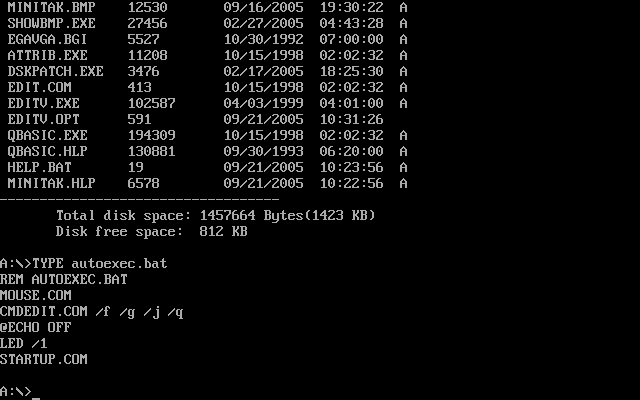 MINITAK.BMP 12530 09/16/2005 19:30:22 A
SHOWBMP.EXE 27456 02/27/2005 04:43:28 A
EGAVGA.BGI 5527 10/30/1992 07:00:00 A
ATTRIB.EXE 11208 10/15/1998 02:02:32 A
DSKPATCH.EXE 3476 02/17/2005 18:25:30 A
EDIT.COM 413 10/15/1998 02:02:32 A
EDITV.EXE 102587 04/03/1999 04:01:00 A
EDITV.OPT 591 09/21/2005 10:31:26
QBASIC.EXE 194309 10/15/1998 02:02:32 A
QBASIC.HLP 130881 09/30/1993 06:20:00 A
HELP.BAT 19 09/21/2005 10:23:56 A
MINITAK.HLP 6578 09/21/2005 10:22:56 A
-----------------------------------
Total disk space: 1457664 Bytes(1423 KB)
Disk free space: 812 KB
A:\>TYPE autoexec.bat
REM AUTOEXEC.BAT
MOUSE.COM
CMDEDIT.COM /f /g /j /q
@ECHO OFF
LED /1
STARTUP.COM
A:\>_